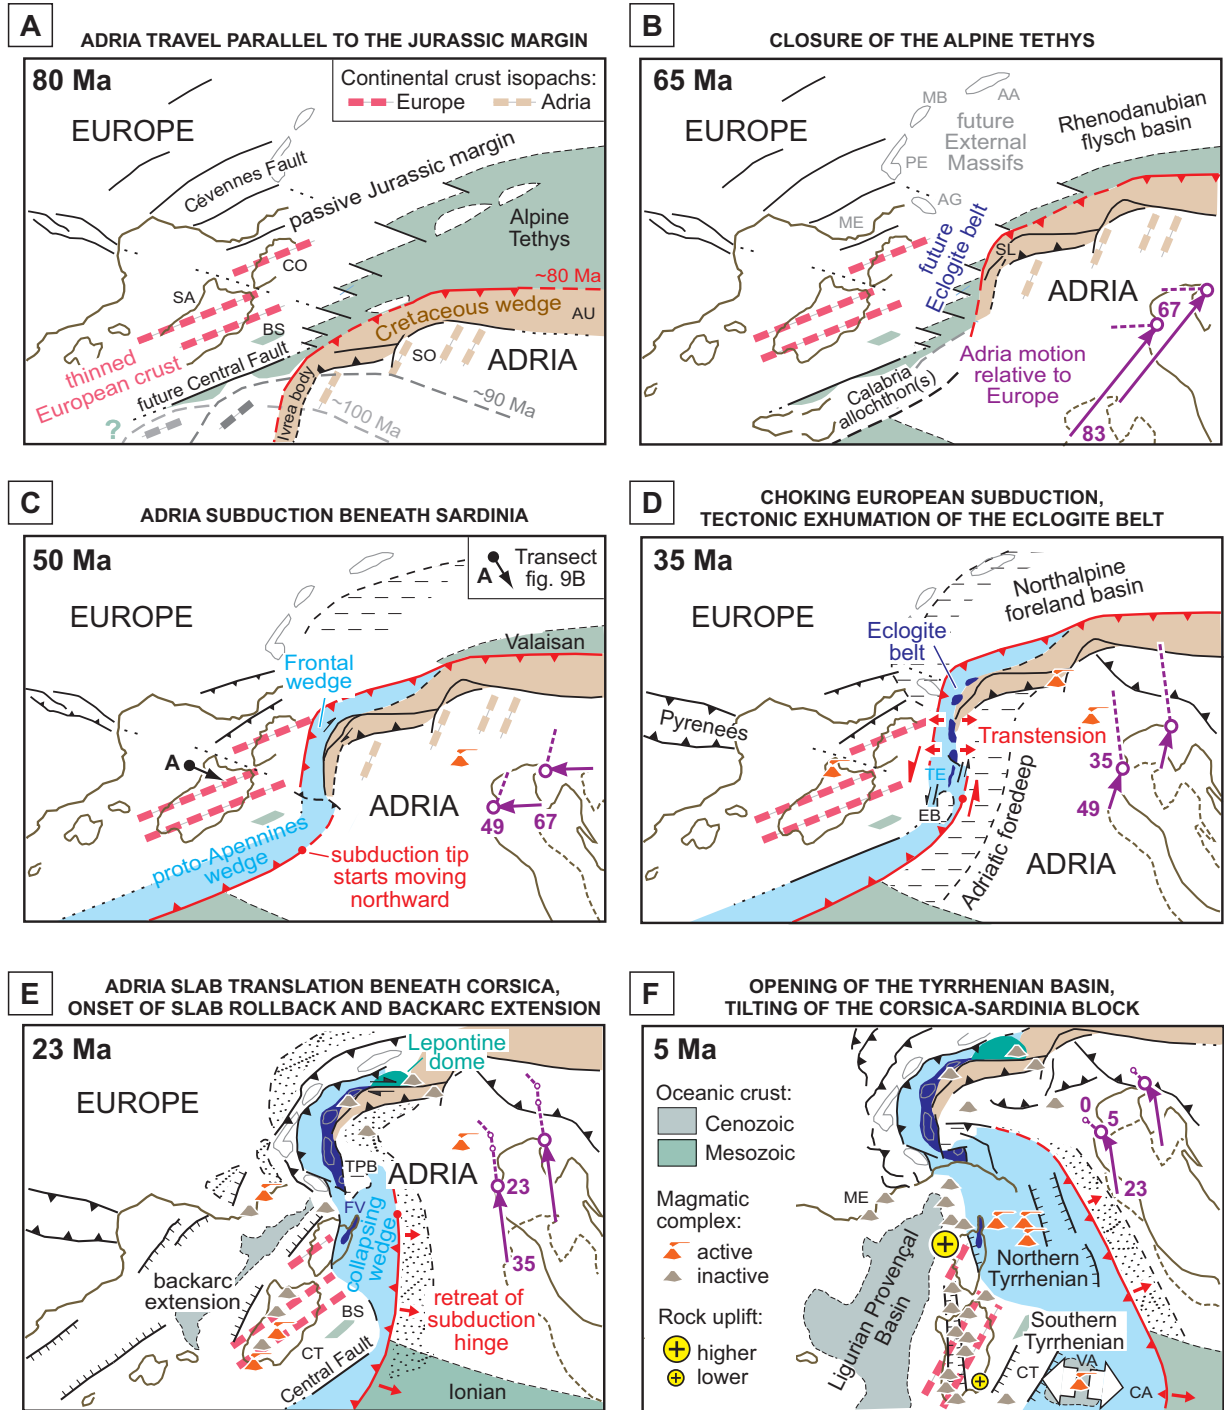 A
ADRIA TRAVEL PARALLEL TO THE JURASSIC MARGIN
80 Ma
Continental crust isopachs:
Europe
Adria
EUROPE
Cévennes Fault
passive Jurassic margin
Alpine
Tethys
CO
~80 Ma
SA
Cretaceous wedge
AU
BS
thinned
European crust
future Central Fault
SO
ADRIA
Ivrea body
~90 Ma
~100 Ma
?
B
CLOSURE OF THE ALPINE TETHYS
65 Ma
MB
AA
EUROPE
future
External
Massifs
Rhenodanubian
flysch basin
PE
AG
ME
future
Eclogite belt
SL
ADRIA
67
Adria motion
relative to
Europe
Calabria
allochthon(s)
83
C
ADRIA SUBDUCTION BENEATH SARDINIA
50 Ma
A
Transect
fig. 9B
EUROPE
Valaisan
Frontal
wedge
A
ADRIA
49
67
proto-Apennines
wedge
subduction tip
starts moving
northward
D
CHOKING EUROPEAN SUBDUCTION,
TECTONIC EXHUMATION OF THE ECLOGITE BELT
35 Ma
EUROPE
Northalpine
foreland basin
Eclogite
belt
Pyrenees
Transtension
35
TE
49
EB
Adriatic foredeep
ADRIA
E
ADRIA SLAB TRANSLATION BENEATH CORSICA,
ONSET OF SLAB ROLLBACK AND BACKARC EXTENSION
23 Ma
Lepontine
dome
EUROPE
TPB
ADRIA
23
FV
collapsing
wedge
35
backarc
extension
BS
retreat of
subduction
hinge
CT
Central Fault
Ionian
F
OPENING OF THE TYRRHENIAN BASIN,
TILTING OF THE CORSICA-SARDINIA BLOCK
5 Ma
Oceanic crust:
Cenozoic
Mesozoic
0
5
23
ME
Magmatic
complex:
active
inactive
Northern
Tyrrhenian
Ligurian Provençal
Basin
Rock uplift:
higher
lower
Southern
Tyrrhenian
CT
VA
CA